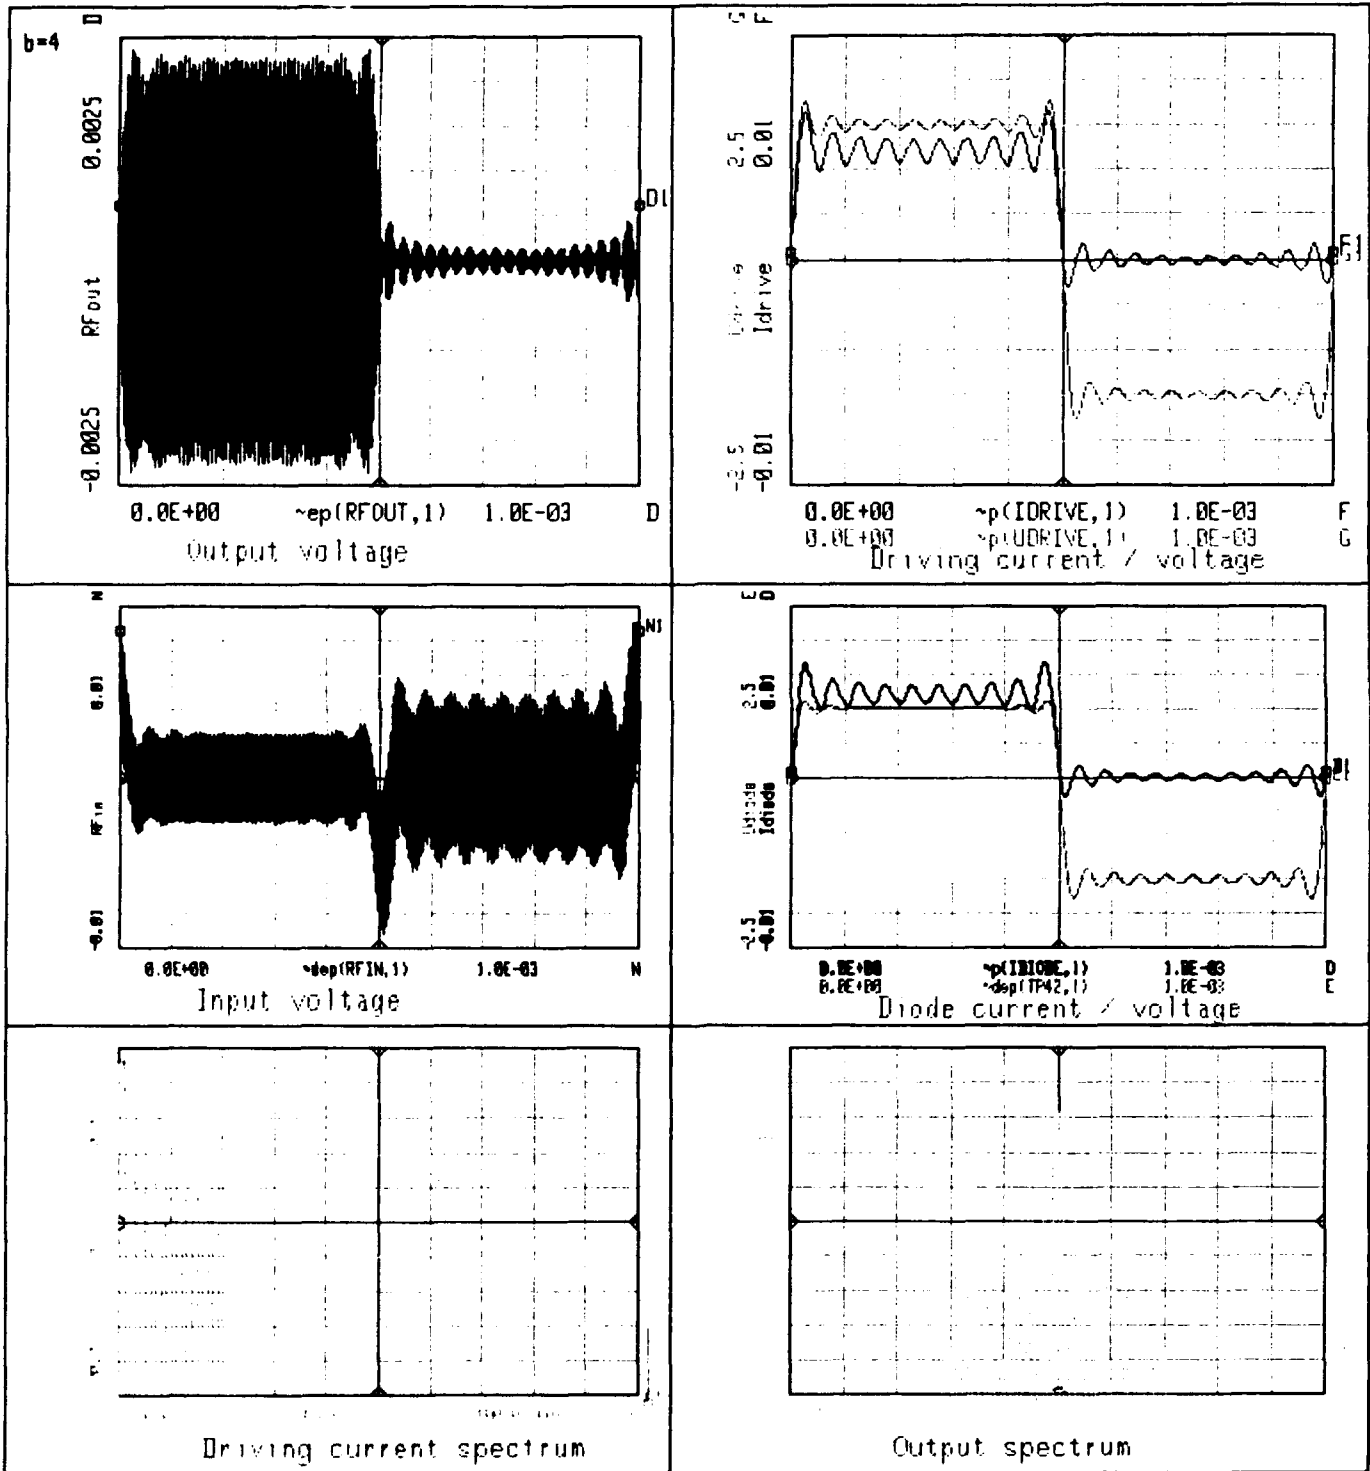 b=4
D
0.0025
RFout
-0.0025
D1
0.0E+00 ~ep(RFOUT,1) 1.0E-03 D
Output voltage
G F
2.5 0.01
Idrive
-2.5 -0.01
F1
G1
0.0E+00 ~p(IDRIVE,1) 1.0E-03 F
0.0E+00 ~p(UDRIVE,1) 1.0E-03 G
Driving current / voltage
N
0.01
RFin
-0.01
N1
0.0E+00 ~dep(RFIN,1) 1.0E-03 N
Input voltage
E D
2.5 0.01
Udiode
Idiode
-2.5 -0.01
0.0E+00 ~p(IDIODE,1) 1.0E-03 D
0.0E+00 ~dep(TP42,1) 1.0E-03 E
Diode current / voltage
Driving current spectrum
Output spectrum